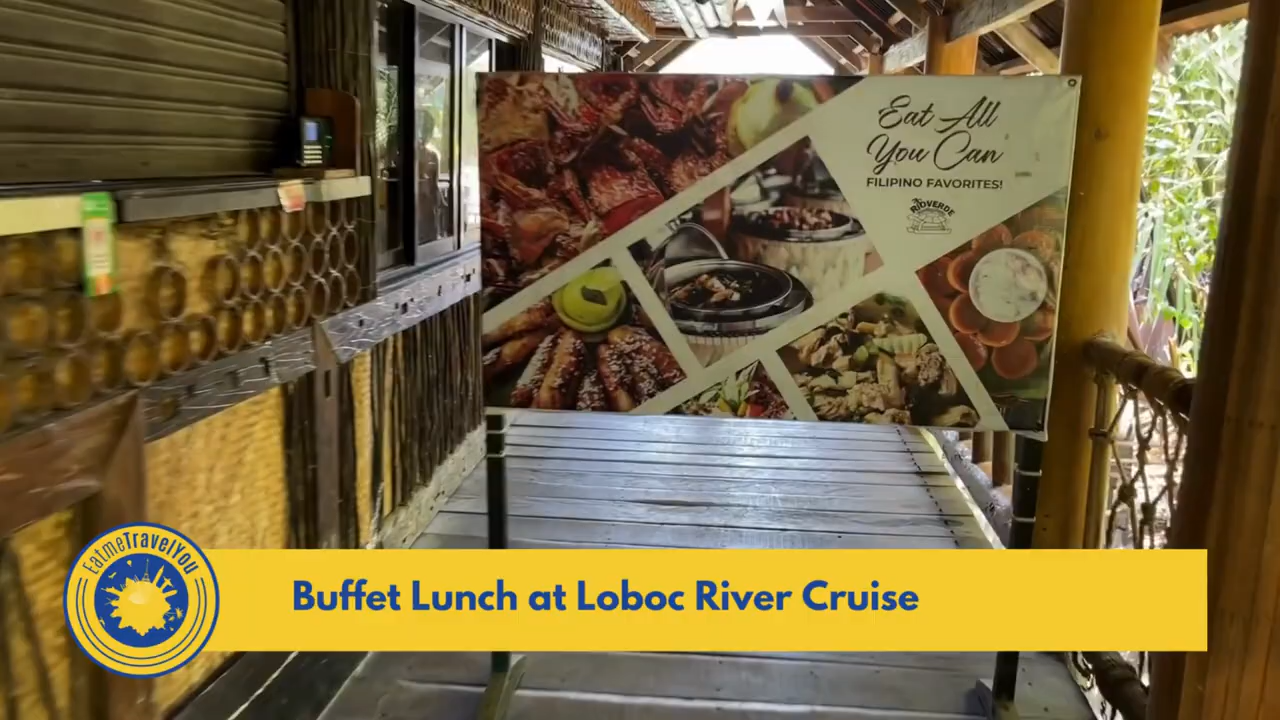 Eat All
You Can
FILIPINO FAVORITES!
RIOVERDE
EatmeTravelYou
Buffet Lunch at Loboc River Cruise